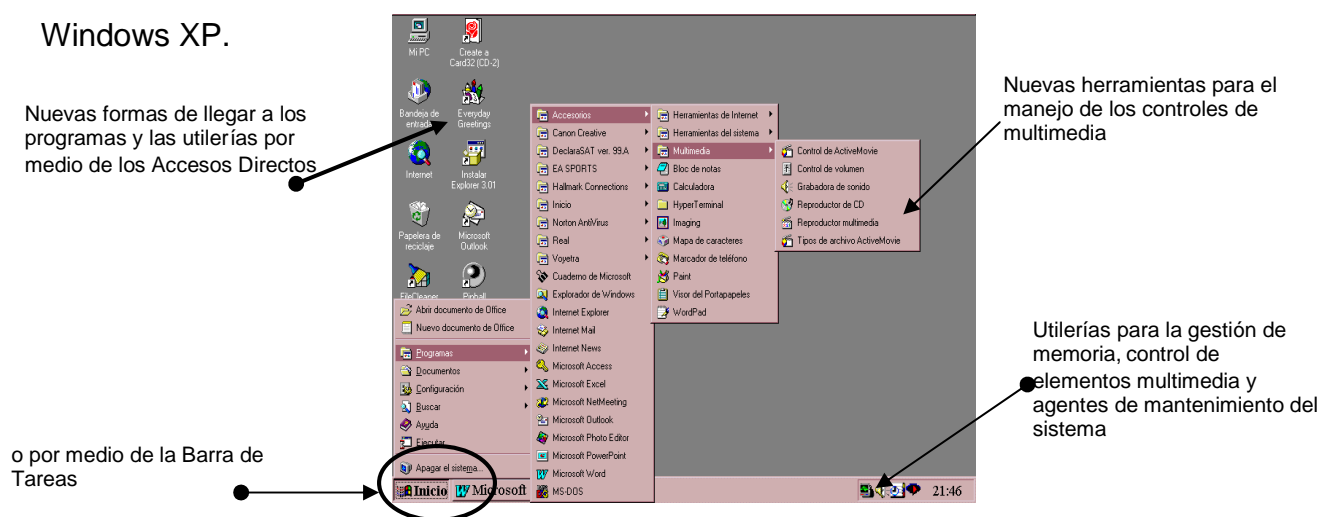 Windows XP.
Nuevas formas de llegar a los
programas y las utilerías por
medio de los Accesos Directos
o por medio de la Barra de
Tareas
Mi PC
Create a
Card32 (CD-2)
Bandeja de
entrada
Everyday
Greetings
Internet
Instalar
Explorer 3.01
Papelera de
reciclaje
Microsoft
Outlook
FileCleaner
Pinball
Abrir documento de Office
Nuevo documento de Office
Programas
Documentos
Configuración
Buscar
Ayuda
Ejecutar
Apagar el sistema...
Inicio
Microsoft
Accesorios
Canon Creative
DeclaraSAT ver. 99.A
EA SPORTS
Hallmark Connections
Inicio
Norton AntiVirus
Real
Voyetra
Cuaderno de Microsoft
Explorador de Windows
Internet Explorer
Internet Mail
Internet News
Microsoft Access
Microsoft Excel
Microsoft NetMeeting
Microsoft Outlook
Microsoft Photo Editor
Microsoft PowerPoint
Microsoft Word
MS-DOS
Herramientas de Internet
Herramientas del sistema
Multimedia
Bloc de notas
Calculadora
HyperTerminal
Imaging
Mapa de caracteres
Marcador de teléfono
Paint
Visor del Portapapeles
WordPad
Control de ActiveMovie
Control de volumen
Grabadora de sonido
Reproductor de CD
Reproductor multimedia
Tipos de archivo ActiveMovie
21:46
Nuevas herramientas para el
manejo de los controles de
multimedia
Utilerías para la gestión de
memoria, control de
elementos multimedia y
agentes de mantenimiento del
sistema